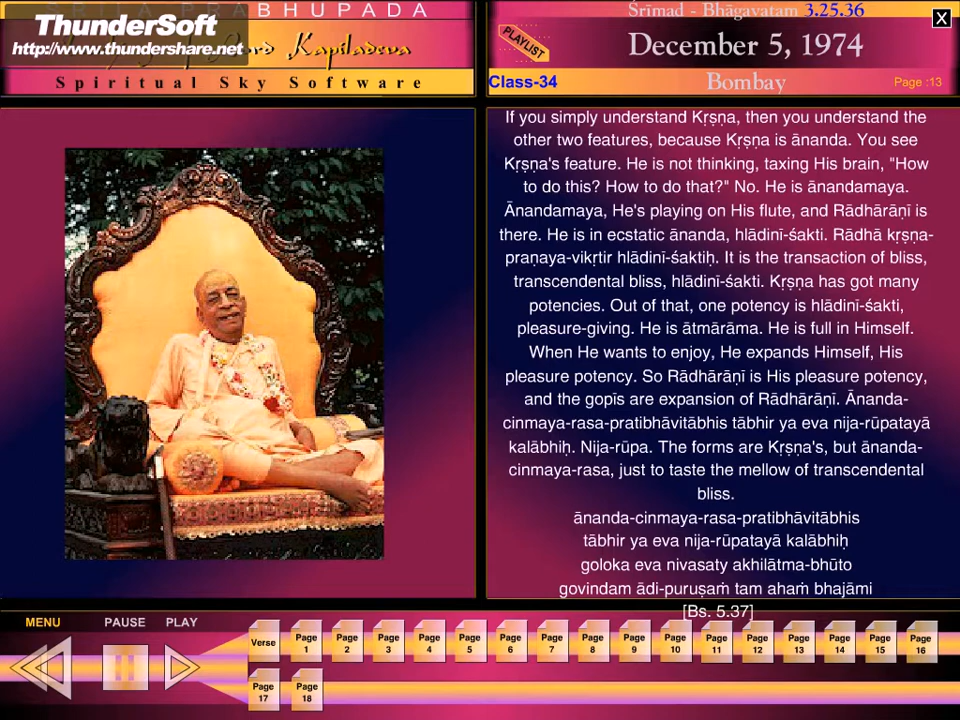 SRILA PRABHUPADA
ThunderSoft
http://www.thundershare.net
Lord Kapiladeva
Spiritual Sky Software
Śrīmad - Bhāgavatam 3.25.36
X
PLAYLIST
December 5, 1974
Class-34
Bombay
Page :13
If you simply understand Kṛṣṇa, then you understand the
other two features, because Kṛṣṇa is ānanda. You see
Kṛṣṇa's feature. He is not thinking, taxing His brain, "How
to do this? How to do that?" No. He is ānandamaya.
Ānandamaya, He's playing on His flute, and Rādhārāṇī is
there. He is in ecstatic ānanda, hlādinī-śakti. Rādhā kṛṣṇa-
praṇaya-vikṛtir hlādinī-śaktiḥ. It is the transaction of bliss,
transcendental bliss, hlādinī-śakti. Kṛṣṇa has got many
potencies. Out of that, one potency is hlādinī-śakti,
pleasure-giving. He is ātmārāma. He is full in Himself.
When He wants to enjoy, He expands Himself, His
pleasure potency. So Rādhārāṇī is His pleasure potency,
and the gopīs are expansion of Rādhārāṇī. Ānanda-
cinmaya-rasa-pratibhāvitābhis tābhir ya eva nija-rūpatayā
kalābhiḥ. Nija-rūpa. The forms are Kṛṣṇa's, but ānanda-
cinmaya-rasa, just to taste the mellow of transcendental
bliss.
ānanda-cinmaya-rasa-pratibhāvitābhis
tābhir ya eva nija-rūpatayā kalābhiḥ
goloka eva nivasaty akhilātma-bhūto
govindam ādi-puruṣaṁ tam ahaṁ bhajāmi
[Bs. 5.37]
MENU PAUSE PLAY
Verse
Page 1
Page 2
Page 3
Page 4
Page 5
Page 6
Page 7
Page 8
Page 9
Page 10
Page 11
Page 12
Page 13
Page 14
Page 15
Page 16
Page 17
Page 18